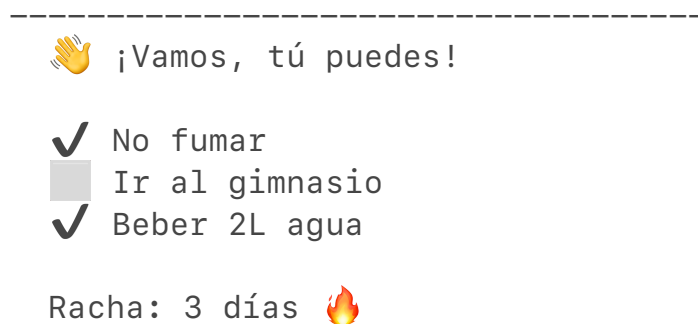 👋 ¡Vamos, tú puedes!
✔ No fumar
⬜ Ir al gimnasio
✔ Beber 2L agua
Racha: 3 días 🔥